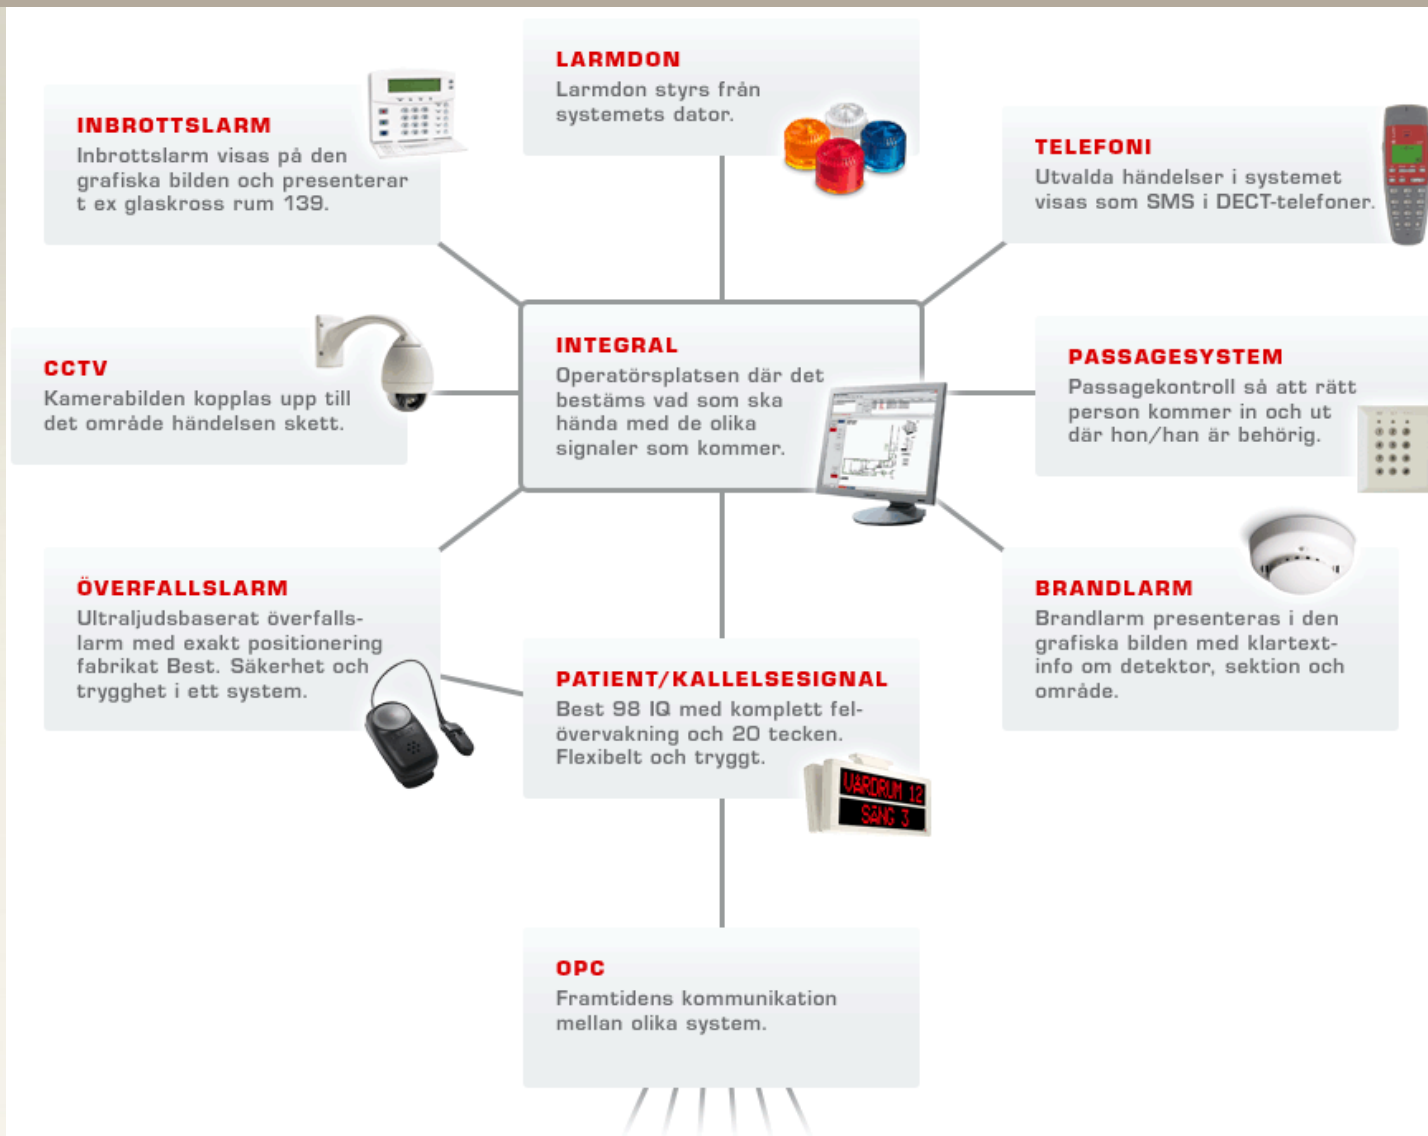 LARMDON
Larmdon styrs från
systemets dator.
INBROTTSLARM
Inbrottslarm visas på den
grafiska bilden och presenterar
t ex glaskross rum 139.
TELEFONI
Utvalda händelser i systemet
visas som SMS i DECT-telefoner.
CCTV
Kamerabilden kopplas upp till
det område händelsen skett.
INTEGRAL
Operatörsplatsen där det
bestäms vad som ska
hända med de olika
signaler som kommer.
PASSAGESYSTEM
Passagekontroll så att rätt
person kommer in och ut
där hon/han är behörig.
ÖVERFALLSLARM
Ultraljudsbaserat överfalls-
larm med exakt positionering
fabrikat Best. Säkerhet och
trygghet i ett system.
PATIENT/KALLELSESIGNAL
Best 98 IQ med komplett fel-
övervakning och 20 tecken.
Flexibelt och tryggt.
VÅRDRUM 12
SÄNG 3
BRANDLARM
Brandlarm presenteras i den
grafiska bilden med klartext-
info om detektor, sektion och
område.
OPC
Framtidens kommunikation
mellan olika system.